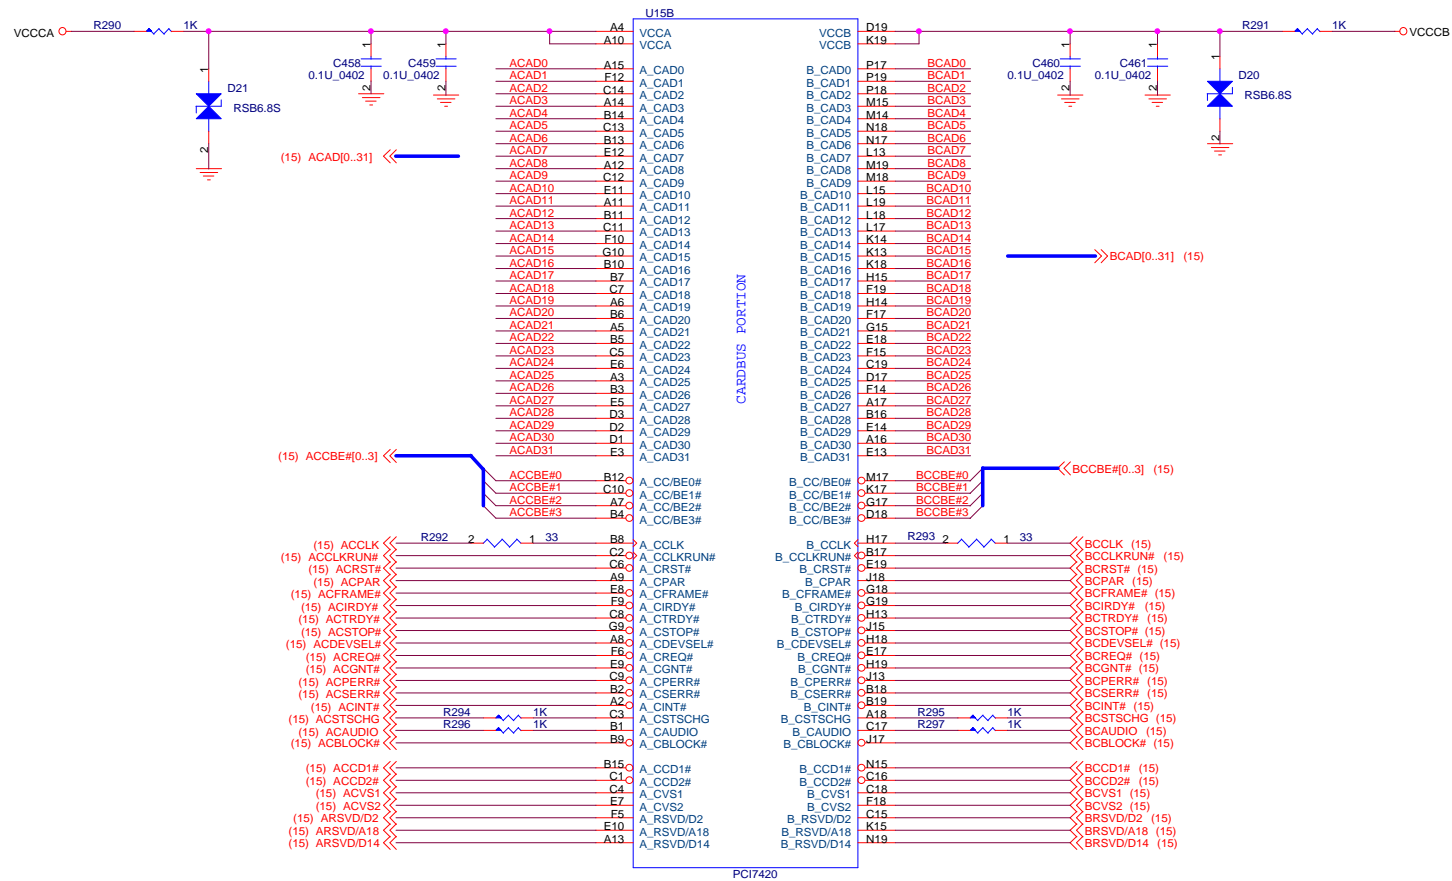 U15B
VCCCA R290 1K A4 VCCA VCCB D19 R291 1K VCCCB
A10 VCCA VCCB K19
1 1 1 1
C458 C459 C460 C461
0.1U_0402 0.1U_0402 0.1U_0402 0.1U_0402
2 2 2 2
1 D21 RSB6.8S 2
1 D20 RSB6.8S 2
ACAD0 A15 A_CAD0 B_CAD0 P17 BCAD0
ACAD1 F12 A_CAD1 B_CAD1 P19 BCAD1
ACAD2 C14 A_CAD2 B_CAD2 P18 BCAD2
ACAD3 A14 A_CAD3 B_CAD3 M15 BCAD3
ACAD4 B14 A_CAD4 B_CAD4 M14 BCAD4
ACAD5 C13 A_CAD5 B_CAD5 N18 BCAD5
ACAD6 B13 A_CAD6 B_CAD6 N17 BCAD6
(15) ACAD[0..31] ACAD7 E12 A_CAD7 B_CAD7 L13 BCAD7
ACAD8 A12 A_CAD8 B_CAD8 M19 BCAD8
ACAD9 C12 A_CAD9 B_CAD9 M18 BCAD9
ACAD10 E11 A_CAD10 B_CAD10 L15 BCAD10
ACAD11 A11 A_CAD11 B_CAD11 L19 BCAD11
ACAD12 B11 A_CAD12 B_CAD12 L18 BCAD12
ACAD13 C11 A_CAD13 B_CAD13 L17 BCAD13
ACAD14 F10 A_CAD14 B_CAD14 K14 BCAD14
ACAD15 G10 A_CAD15 B_CAD15 K13 BCAD15 BCAD[0..31] (15)
ACAD16 B10 A_CAD16 B_CAD16 K18 BCAD16
ACAD17 B7 A_CAD17 B_CAD17 H15 BCAD17
ACAD18 C7 A_CAD18 B_CAD18 F19 BCAD18
ACAD19 A6 A_CAD19 B_CAD19 H14 BCAD19
ACAD20 B6 A_CAD20 B_CAD20 F17 BCAD20
ACAD21 A5 A_CAD21 B_CAD21 G15 BCAD21
ACAD22 B5 A_CAD22 B_CAD22 E18 BCAD22
ACAD23 C5 A_CAD23 B_CAD23 F15 BCAD23
ACAD24 E6 A_CAD24 B_CAD24 C19 BCAD24
ACAD25 A3 A_CAD25 B_CAD25 D17 BCAD25
ACAD26 B3 A_CAD26 B_CAD26 F14 BCAD26
ACAD27 E5 A_CAD27 B_CAD27 A17 BCAD27
ACAD28 D3 A_CAD28 B_CAD28 B16 BCAD28
ACAD29 D2 A_CAD29 B_CAD29 E14 BCAD29
ACAD30 D1 A_CAD30 B_CAD30 A16 BCAD30
ACAD31 E3 A_CAD31 B_CAD31 E13 BCAD31
CARDBUS PORTION
(15) ACCBE#[0..3] BCCBE#[0..3] (15)
ACCBE#0 B12 A_CC/BE0# B_CC/BE0# M17 BCCBE#0
ACCBE#1 C10 A_CC/BE1# B_CC/BE1# K17 BCCBE#1
ACCBE#2 A7 A_CC/BE2# B_CC/BE2# G17 BCCBE#2
ACCBE#3 B4 A_CC/BE3# B_CC/BE3# D18 BCCBE#3
(15) ACCLK R292 2 1 33 B8 A_CCLK B_CCLK H17 R293 2 1 33 BCCLK (15)
(15) ACCLKRUN# C2 A_CCLKRUN# B_CCLKRUN# B17 BCCLKRUN# (15)
(15) ACRST# C6 A_CRST# B_CRST# E19 BCRST# (15)
(15) ACPAR A9 A_CPAR B_CPAR J18 BCPAR (15)
(15) ACFRAME# E8 A_CFRAME# B_CFRAME# G18 BCFRAME# (15)
(15) ACIRDY# F9 A_CIRDY# B_CIRDY# G19 BCIRDY# (15)
(15) ACTRDY# C8 A_CTRDY# B_CTRDY# H13 BCTRDY# (15)
(15) ACSTOP# G9 A_CSTOP# B_CSTOP# J15 BCSTOP# (15)
(15) ACDEVSEL# A8 A_CDEVSEL# B_CDEVSEL# H18 BCDEVSEL# (15)
(15) ACREQ# F6 A_CREQ# B_CREQ# E17 BCREQ# (15)
(15) ACGNT# E9 A_CGNT# B_CGNT# H19 BCGNT# (15)
(15) ACPERR# C9 A_CPERR# B_CPERR# J13 BCPERR# (15)
(15) ACSERR# B2 A_CSERR# B_CSERR# B18 BCSERR# (15)
(15) ACINT# A2 A_CINT# B_CINT# B19 BCINT# (15)
(15) ACSTSCHG R294 1K C3 A_CSTSCHG B_CSTSCHG A18 R295 1K BCSTSCHG (15)
(15) ACAUDIO R296 1K B1 A_CAUDIO B_CAUDIO C17 R297 1K BCAUDIO (15)
(15) ACBLOCK# B9 A_CBLOCK# B_CBLOCK# J17 BCBLOCK# (15)
(15) ACCD1# B15 A_CCD1# B_CCD1# N15 BCCD1# (15)
(15) ACCD2# C1 A_CCD2# B_CCD2# C16 BCCD2# (15)
(15) ACVS1 C4 A_CVS1 B_CVS1 C18 BCVS1 (15)
(15) ACVS2 E7 A_CVS2 B_CVS2 F18 BCVS2 (15)
(15) ARSVD/D2 F5 A_RSVD/D2 B_RSVD/D2 C15 BRSVD/D2 (15)
(15) ARSVD/A18 E10 A_RSVD/A18 B_RSVD/A18 K15 BRSVD/A18 (15)
(15) ARSVD/D14 A13 A_RSVD/D14 B_RSVD/D14 N19 BRSVD/D14 (15)
PCI7420